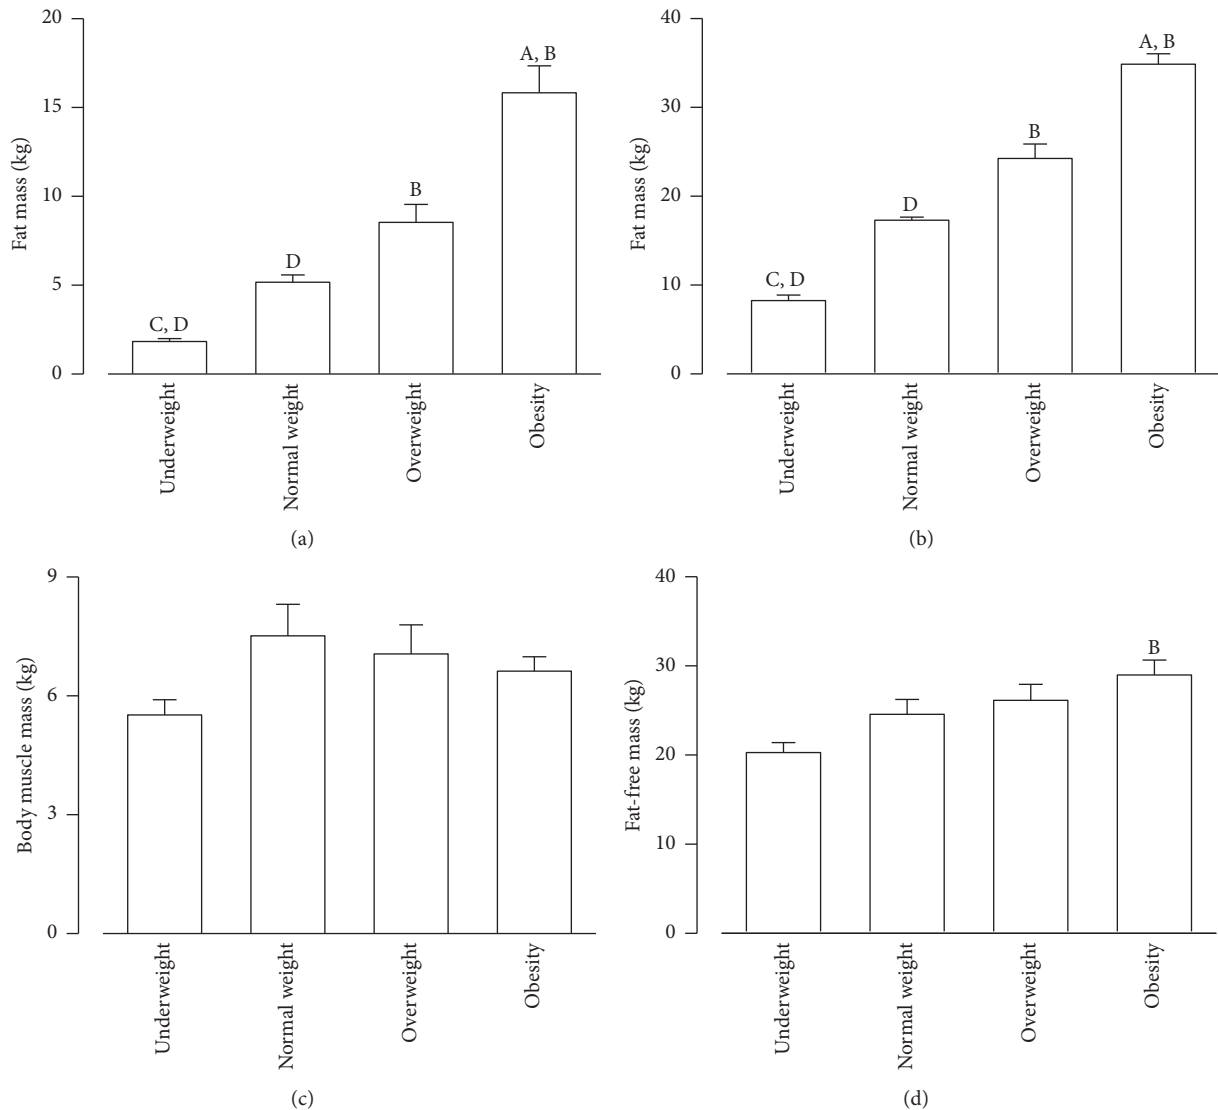 20
15
10
5
0
Fat mass (kg)
C, D
D
B
A, B
Underweight
Normal weight
Overweight
Obesity
(a)
40
30
20
10
0
Fat mass (kg)
C, D
D
B
A, B
Underweight
Normal weight
Overweight
Obesity
(b)
9
6
3
0
Body muscle mass (kg)
Underweight
Normal weight
Overweight
Obesity
(c)
40
30
20
10
0
Fat-free mass (kg)
B
Underweight
Normal weight
Overweight
Obesity
(d)